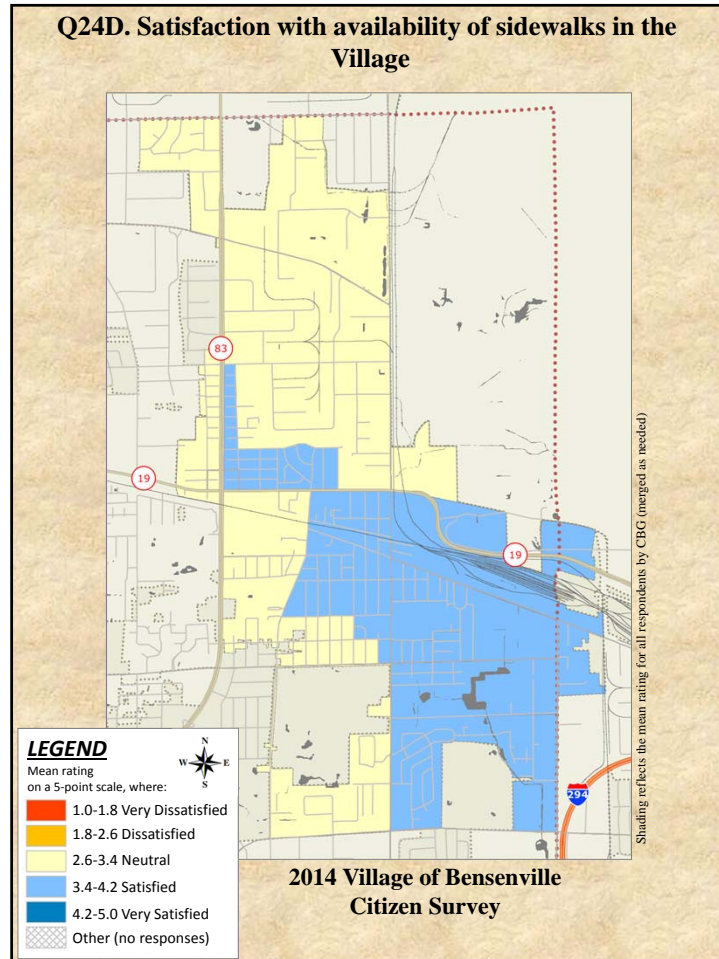 Q24D. Satisfaction with availability of sidewalks in the
Village
83
19
19
294
Shading reflects the mean rating for all respondents by CBG (merged as needed)
LEGEND
Mean rating
on a 5-point scale, where:
N
W E
S
1.0-1.8 Very Dissatisfied
1.8-2.6 Dissatisfied
2.6-3.4 Neutral
3.4-4.2 Satisfied
4.2-5.0 Very Satisfied
Other (no responses)
2014 Village of Bensenville
Citizen Survey